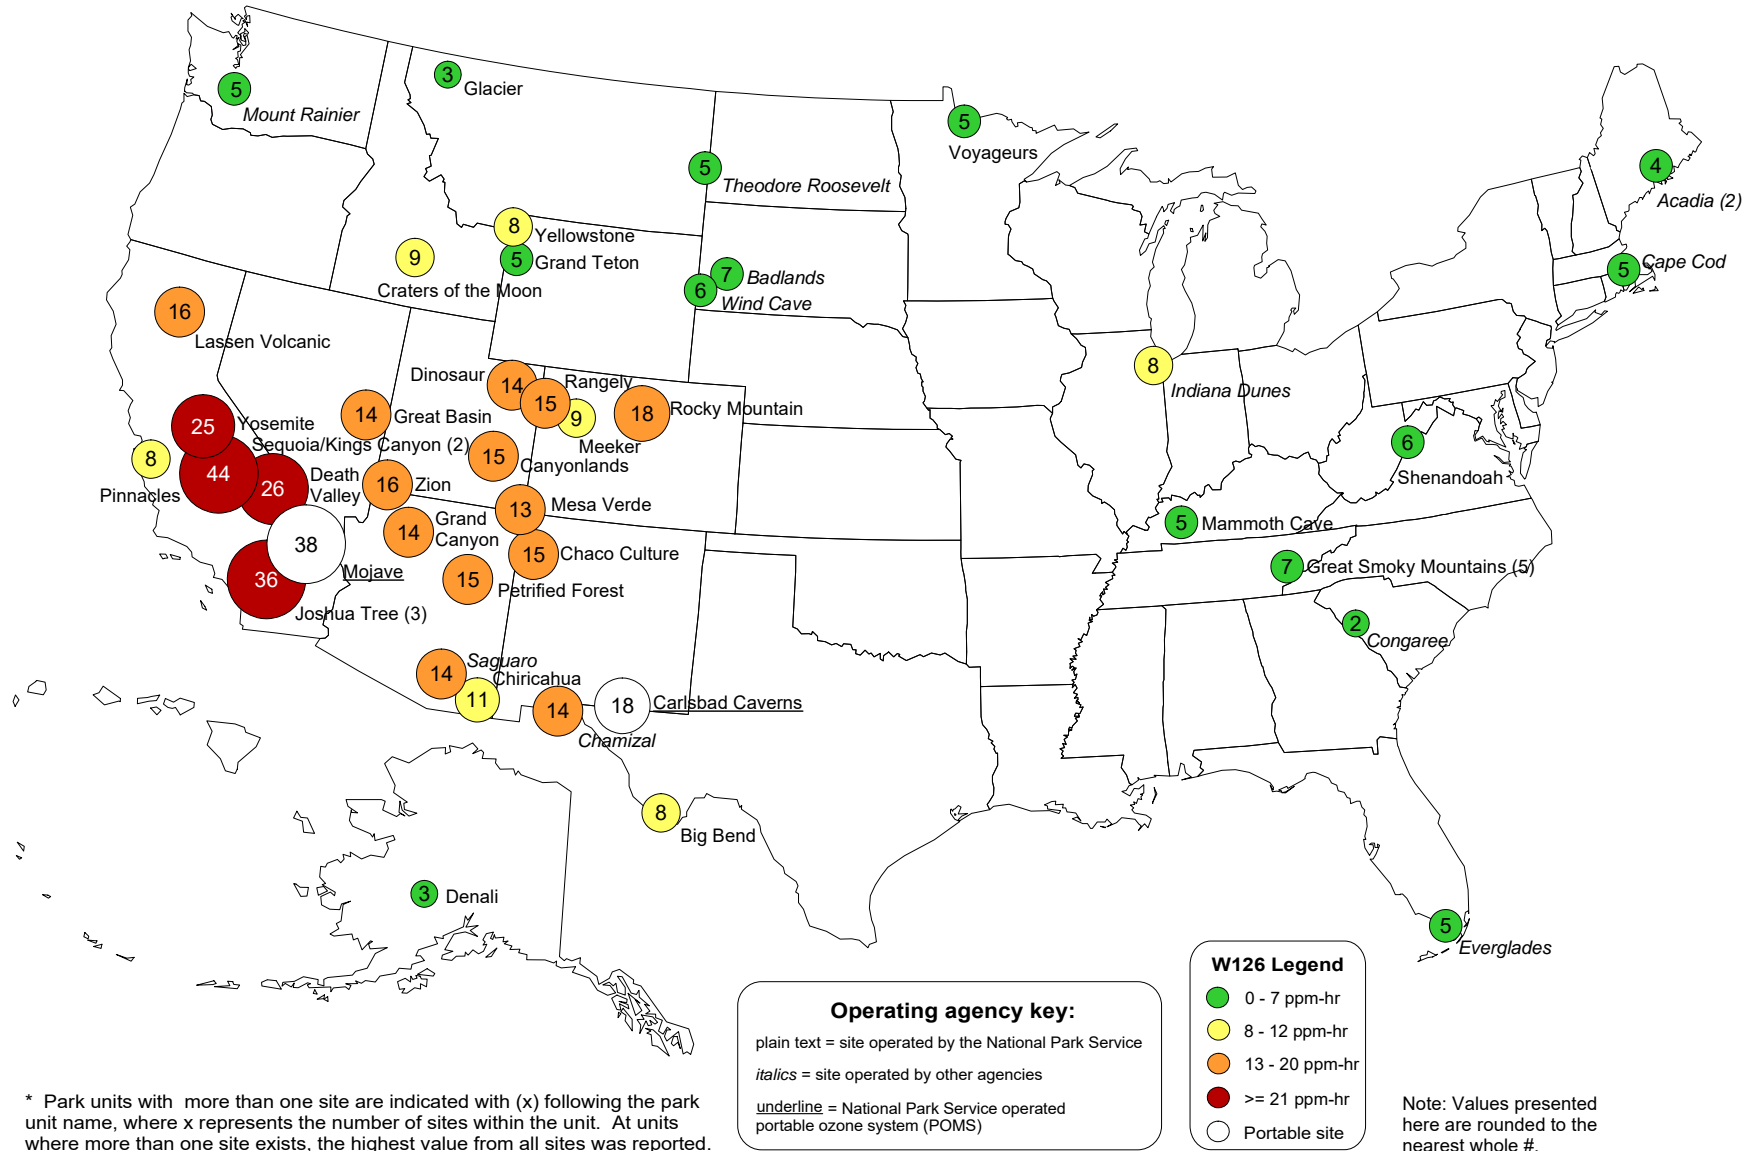 3
Glacier
5
Mount Rainier
5
Voyageurs
5
Theodore Roosevelt
4
Acadia (2)
8
Yellowstone
9
5
Grand Teton
Craters of the Moon
7
Badlands
6
Wind Cave
5
Cape Cod
16
Lassen Volcanic
8
Indiana Dunes
Dinosaur
14
Rangely
15
9
Meeker
18
Rocky Mountain
14
Great Basin
25
Yosemite
Sequoia/Kings Canyon (2)
44
8
Pinnacles
26
Death
Valley
15
Canyonlands
16
Zion
6
Shenandoah
13
Mesa Verde
5
Mammoth Cave
14
Grand
Canyon
38
Mojave
15
Chaco Culture
36
Joshua Tree (3)
15
Petrified Forest
7
Great Smoky Mountains (5)
2
Congaree
14
Saguaro
Chiricahua
11
14
Chamizal
18
Carlsbad Caverns
8
Big Bend
3
Denali
5
Everglades
Operating agency key:
plain text = site operated by the National Park Service
italics = site operated by other agencies
underline = National Park Service operated
portable ozone system (POMS)
W126 Legend
0 - 7 ppm-hr
8 - 12 ppm-hr
13 - 20 ppm-hr
>= 21 ppm-hr
Portable site
* Park units with more than one site are indicated with (x) following the park
unit name, where x represents the number of sites within the unit. At units
where more than one site exists, the highest value from all sites was reported.
Note: Values presented
here are rounded to the
nearest whole #.